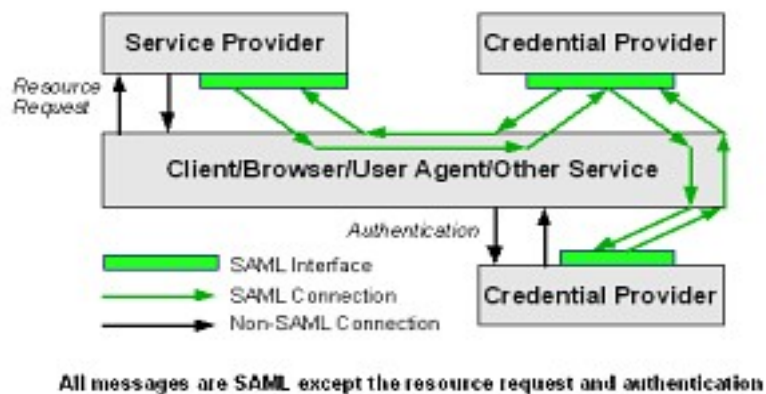 Service Provider
Credential Provider
Resource
Request
Client/Browser/User Agent/Other Service
Authentication
SAML Interface
SAML Connection
Non-SAML Connection
Credential Provider
All messages are SAML except the resource request and authentication